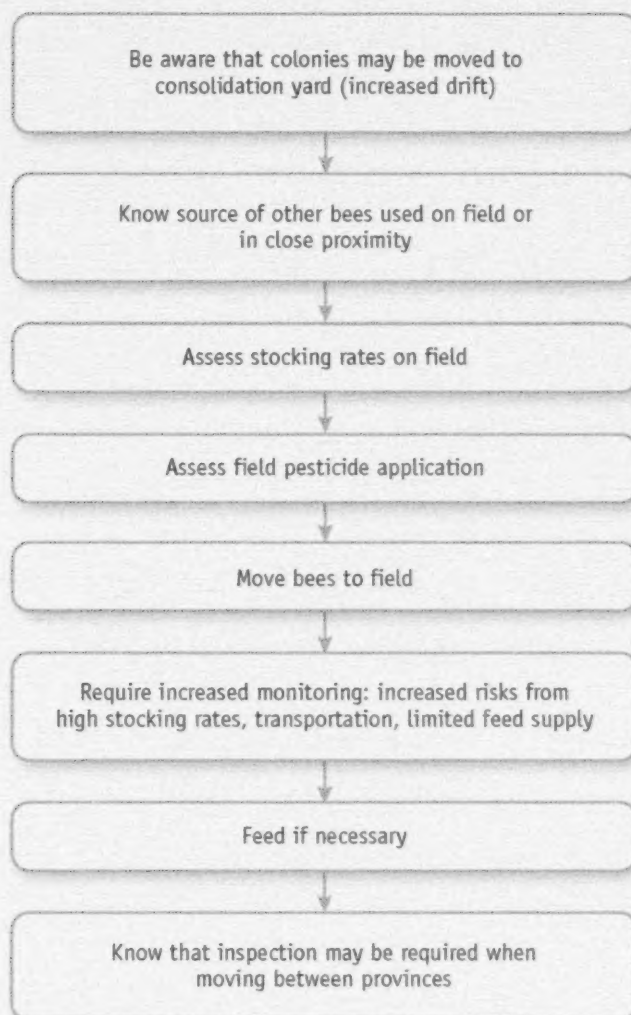 Be aware that colonies may be moved to
consolidation yard (increased drift)
Know source of other bees used on field or
in close proximity
Assess stocking rates on field
Assess field pesticide application
Move bees to field
Require increased monitoring: increased risks from
high stocking rates, transportation, limited feed supply
Feed if necessary
Know that inspection may be required when
moving between provinces